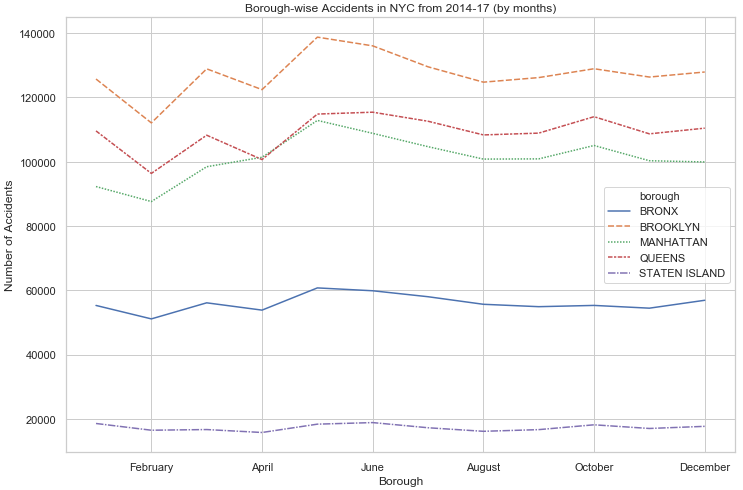 Borough-wise Accidents in NYC from 2014-17 (by months)
140000
120000
100000
80000
60000
40000
20000
Number of Accidents
borough
BRONX
BROOKLYN
MANHATTAN
QUEENS
STATEN ISLAND
February April June August October December
Borough